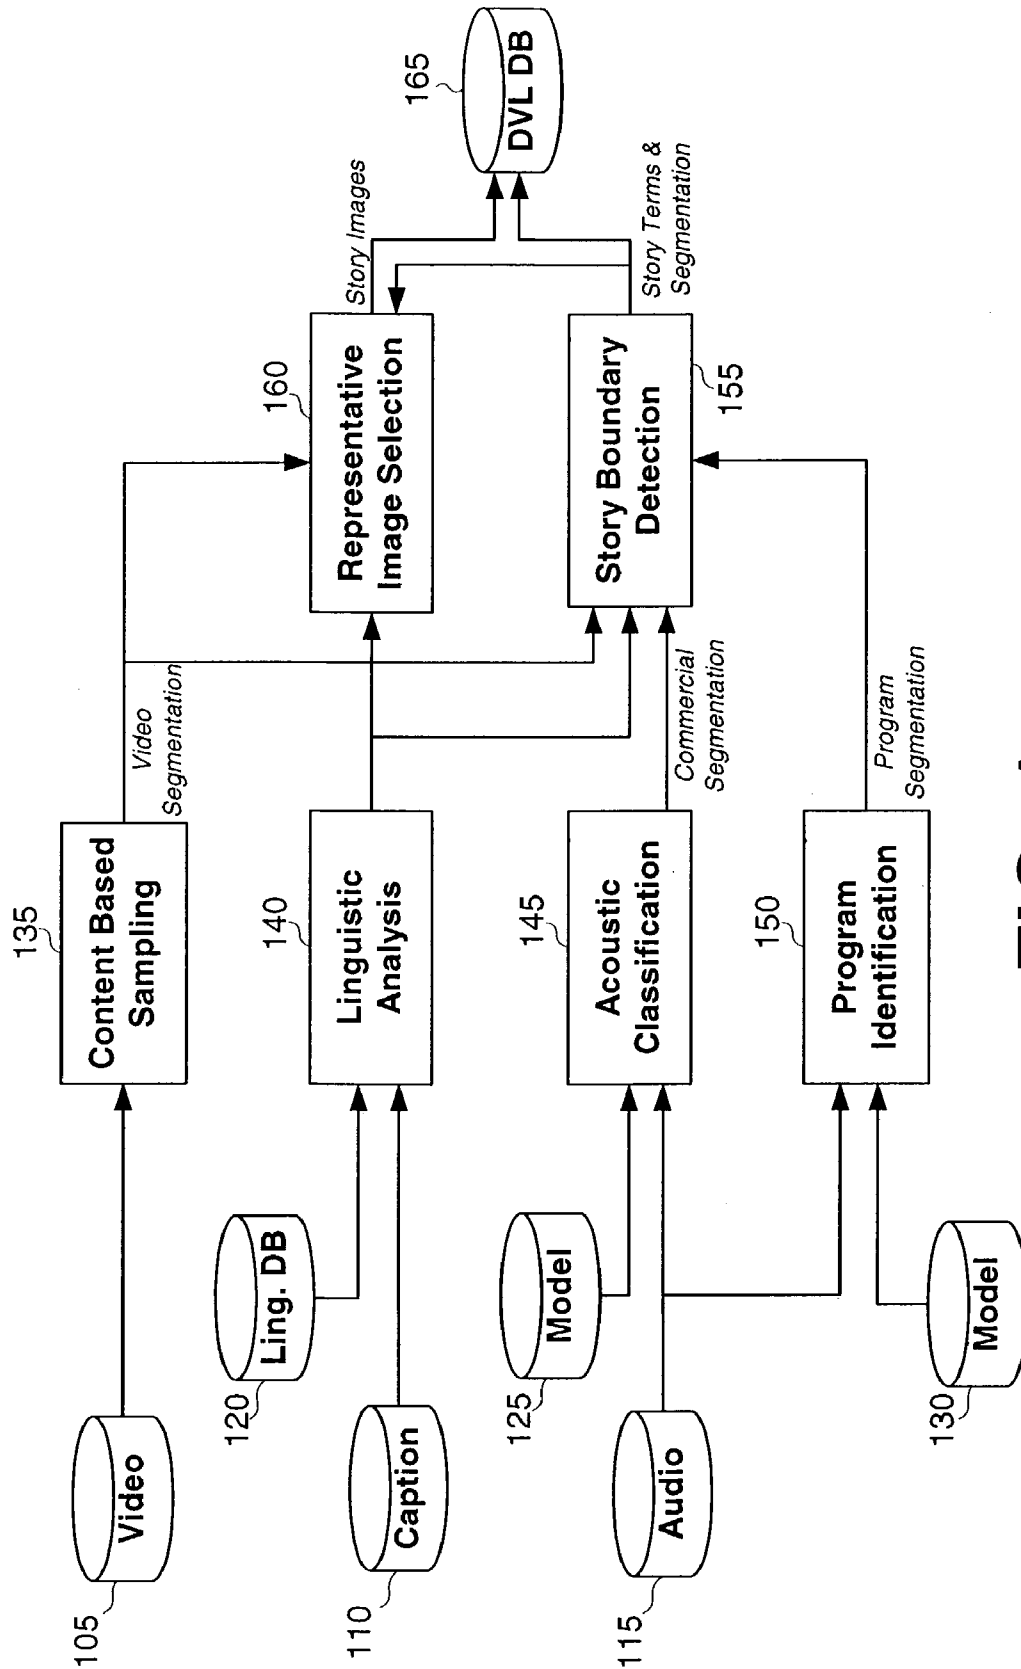 105
Video
110
Caption
115
Audio
120
Ling. DB
125
Model
130
Model
135
Content Based
Sampling
Video
Segmentation
140
Linguistic
Analysis
145
Acoustic
Classification
Commercial
Segmentation
150
Program
Identification
Program
Segmentation
160
Representative
Image Selection
Story Images
Story Boundary
Detection
155
Story Terms &
Segmentation
165
DVL DB